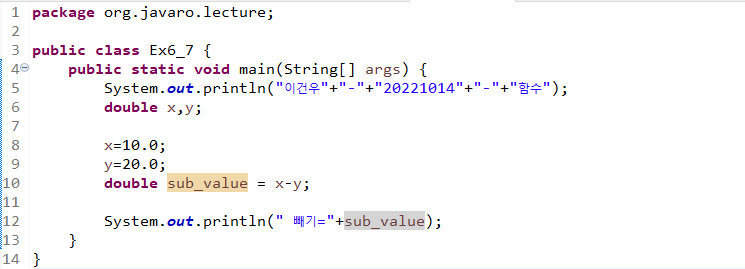 1 package org.javaro.lecture;
2
3 public class Ex6_7 {
4 public static void main(String[] args) {
5 System.out.println("이건우"+"-"+"20221014"+"-"+"함수");
6 double x,y;
7
8 x=10.0;
9 y=20.0;
10 double sub_value = x-y;
11
12 System.out.println(" 빼기="+sub_value);
13 }
14 }